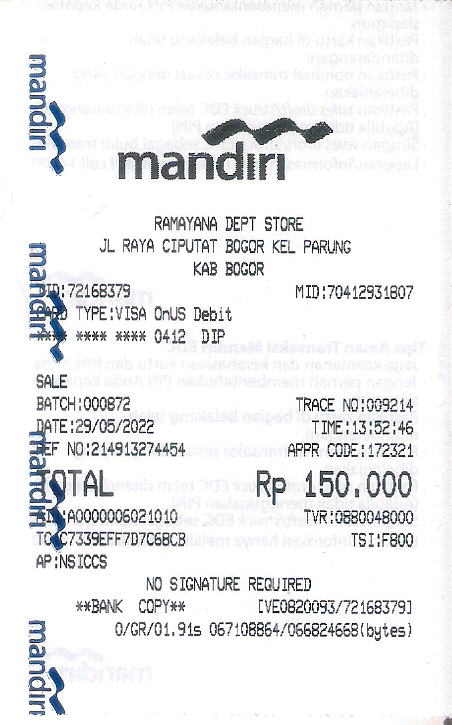 mandiri
RAMAYANA DEPT STORE
JL RAYA CIPUTAT BOGOR KEL PARUNG
KAB BOGOR
TID:72168379 MID:70412931807
CARD TYPE:VISA OnUS Debit
**** **** **** 0412 DIP
SALE
BATCH:000872 TRACE NO:009214
DATE:29/05/2022 TIME:13:52:46
REF NO:214913274454 APPR CODE:172321
TOTAL Rp 150.000
AID:A0000006021010 TVR:0880048000
TC:C7339EFF7D7C68CB TSI:F800
AP:NSICCS
NO SIGNATURE REQUIRED
**BANK COPY** [VE0820093/72168379]
0/GR/01.91s 067108864/066824668(bytes)
mandiri
mandiri
mandiri
mandiri